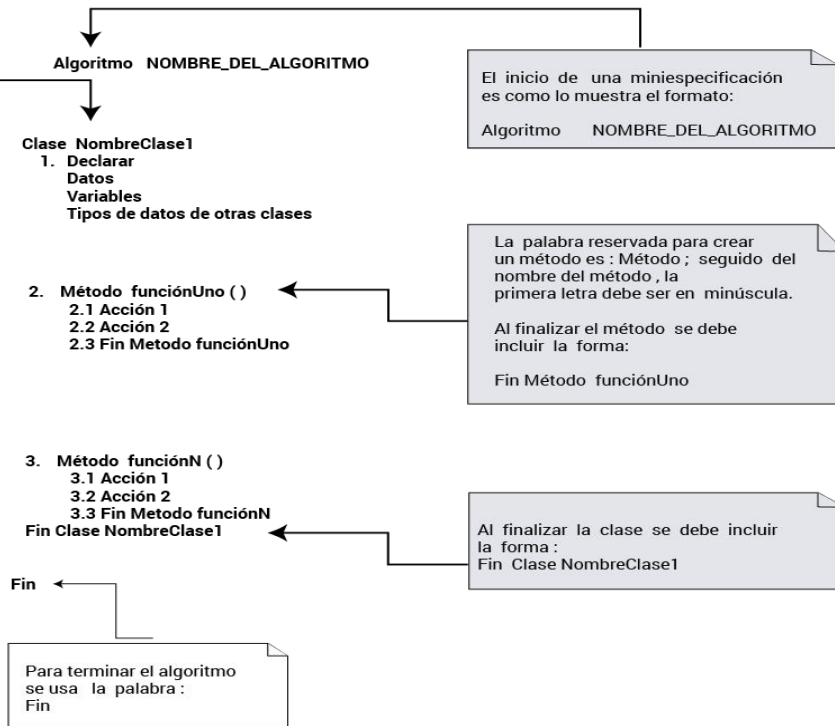 Algoritmo NOMBRE_DEL_ALGORITMO
El inicio de una miniespecificación
es como lo muestra el formato:
Algoritmo NOMBRE_DEL_ALGORITMO
Clase NombreClase1
1. Declarar
Datos
Variables
Tipos de datos de otras clases
La palabra reservada para crear
un método es : Método ; seguido del
nombre del método , la
primera letra debe ser en minúscula.
Al finalizar el método se debe
incluir la forma:
Fin Método funciónUno
2. Método funciónUno ( )
2.1 Acción 1
2.2 Acción 2
2.3 Fin Metodo funciónUno
3. Método funciónN ( )
3.1 Acción 1
3.2 Acción 2
3.3 Fin Metodo funciónN
Fin Clase NombreClase1
Al finalizar la clase se debe incluir
la forma :
Fin Clase NombreClase1
Fin
Para terminar el algoritmo
se usa la palabra :
Fin